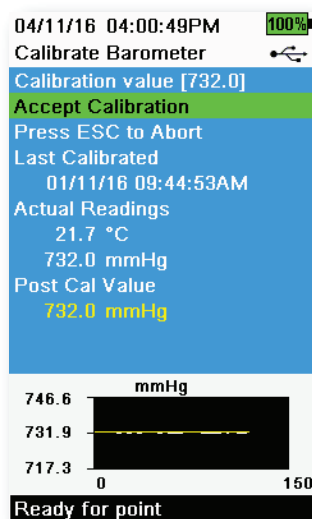 04/11/16 04:00:49PM 100%
Calibrate Barometer
Calibration value [732.0]
Accept Calibration
Press ESC to Abort
Last Calibrated
01/11/16 09:44:53AM
Actual Readings
21.7 °C
732.0 mmHg
Post Cal Value
732.0 mmHg
mmHg
746.6
731.9
717.3
0 150
Ready for point